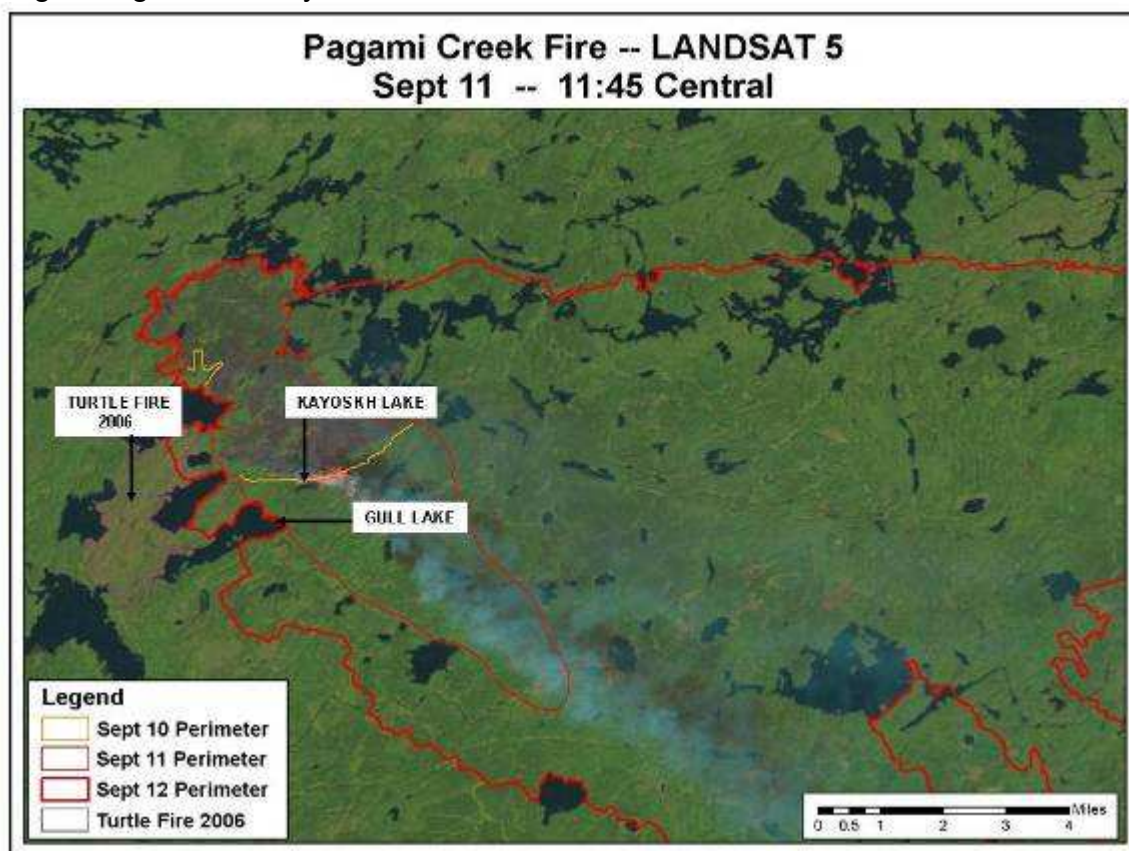 Pagami Creek Fire -- LANDSAT 5
Sept 11 -- 11:45 Central
TURTLE FIRE
2006
KAYOSKH LAKE
GULL LAKE
Legend
Sept 10 Perimeter
Sept 11 Perimeter
Sept 12 Perimeter
Turtle Fire 2006
Miles
0 0.5 1 2 3 4